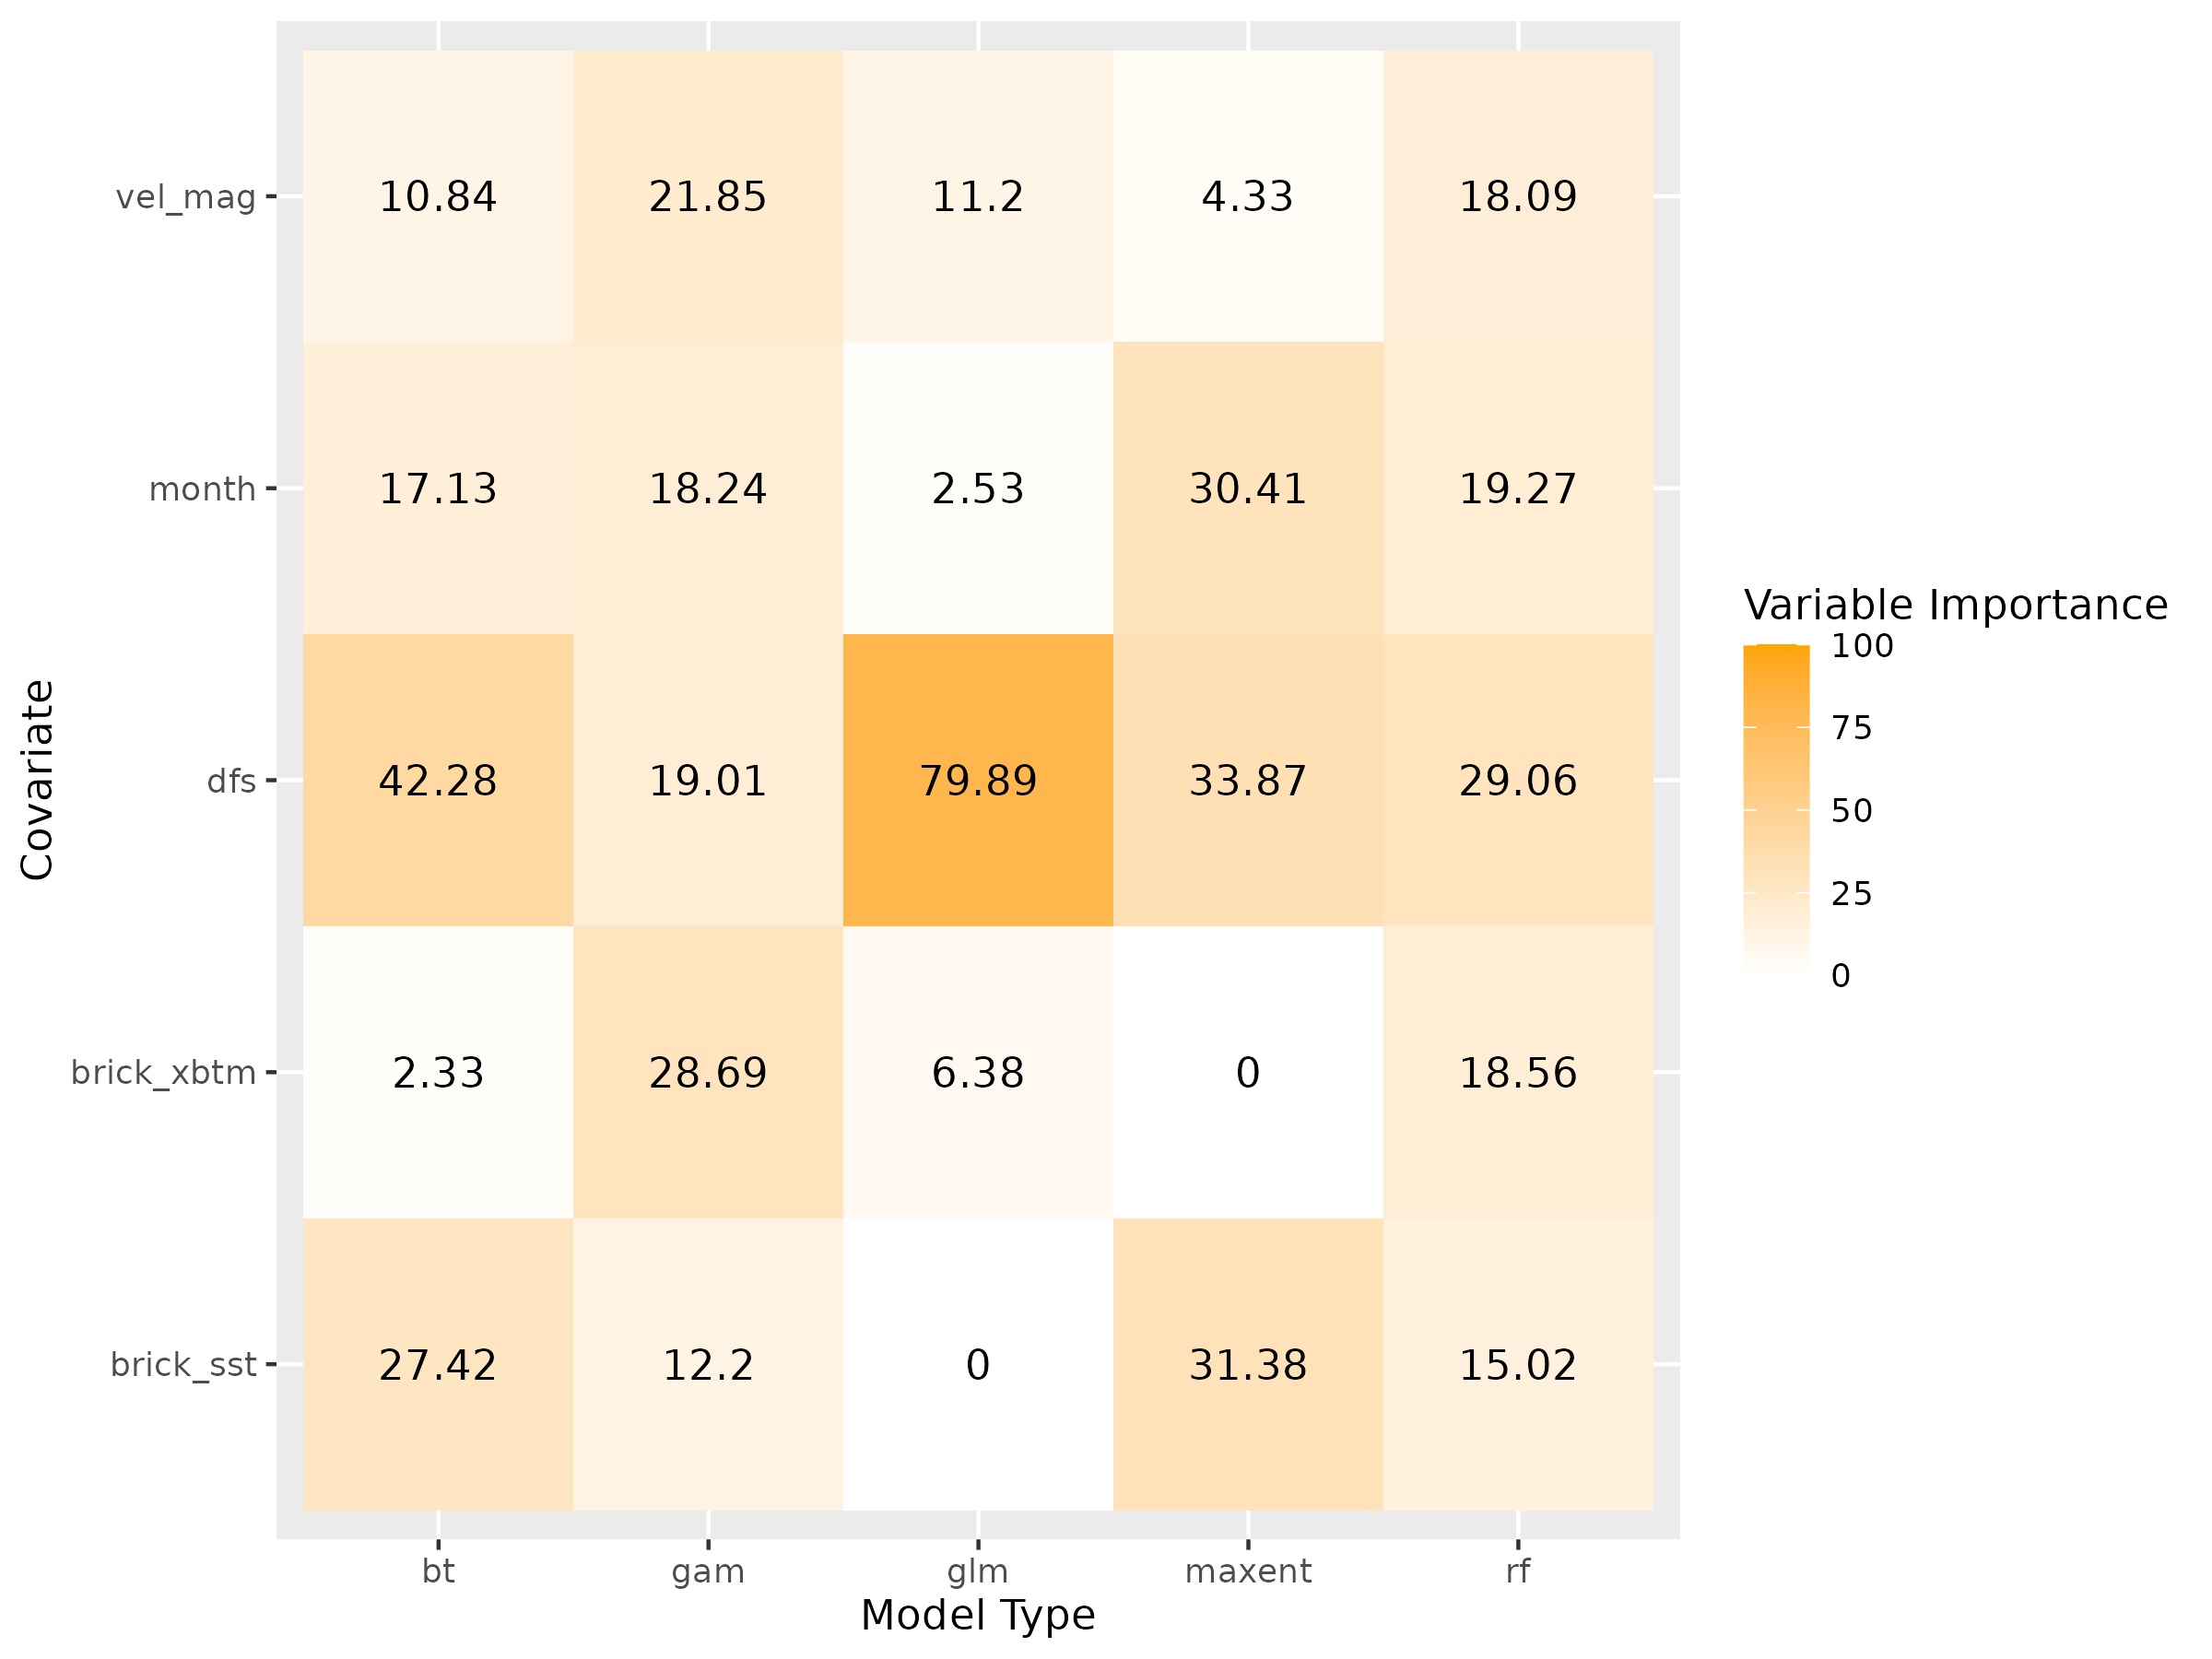 vel_mag 10.84 21.85 11.2 4.33 18.09
month 17.13 18.24 2.53 30.41 19.27
dfs 42.28 19.01 79.89 33.87 29.06
brick_xbtm 2.33 28.69 6.38 0 18.56
brick_sst 27.42 12.2 0 31.38 15.02
bt gam glm maxent rf
Model Type
Covariate
Variable Importance
100
75
50
25
0